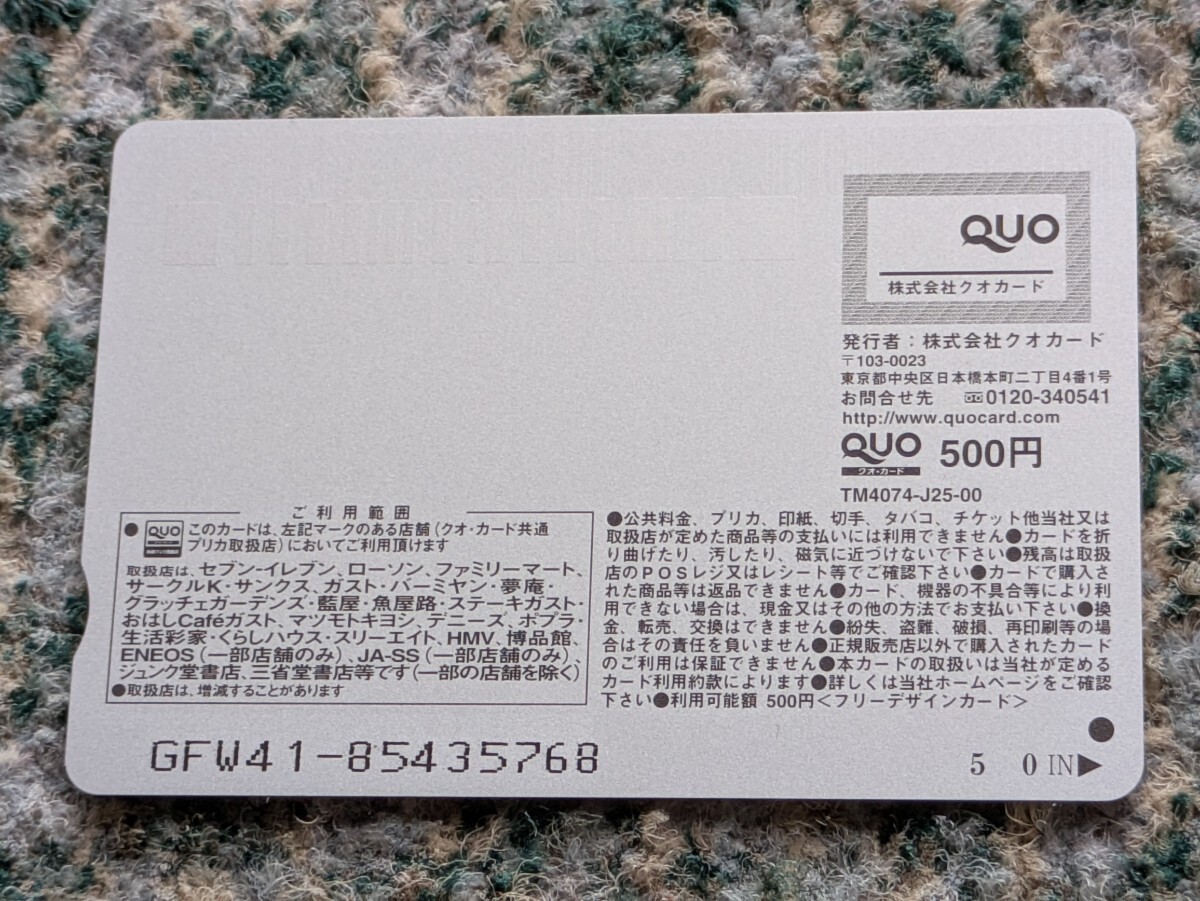 QUO
株式会社クオカード
発行者：株式会社クオカード
〒103-0023
東京都中央区日本橋本町二丁目4番1号
お問合せ先 0120-340541
http://www.quocard.com
QUO 500円
クオ・カード
TM4074-J25-00
ご利用範囲
●QUO このカードは、左記マークのある店舗（クオ・カード共通
プリカ取扱店）においてご利用頂けます
取扱店は、セブン-イレブン、ローソン、ファミリーマート、
サークルK・サンクス、ガスト・バーミヤン・夢庵・
グラッチェガーデンズ・藍屋・魚屋路・ステーキガスト・
おはしCaféガスト、マツモトキヨシ、デニーズ、ポプラ・
生活彩家・くらしハウス・スリーエイト、HMV、博品館、
ENEOS（一部店舗のみ）、JA-SS（一部店舗のみ）、
ジュンク堂書店、三省堂書店等です（一部の店舗を除く）
●取扱店は、増減することがあります
●公共料金、プリカ、印紙、切手、タバコ、チケット他当社又は
取扱店が定めた商品等の支払いには利用できません●カードを折
り曲げたり、汚したり、磁気に近づけないで下さい●残高は取扱
店のPOSレジ又はレシート等でご確認下さい●カードで購入さ
れた商品等は返品できません●カード、機器の不具合等により利
用できない場合は、現金又はその他の方法でお支払い下さい●換
金、転売、交換はできません●紛失、盗難、破損、再印刷等の場
合はその責任を負いません●正規販売店以外で購入されたカード
のご利用は保証できません●本カードの取扱いは当社が定める
カード利用約款によります●詳しくは当社ホームページをご確認
下さい●利用可能額 500円＜フリーデザインカード＞
GFW41-85435768
5 0 IN▶